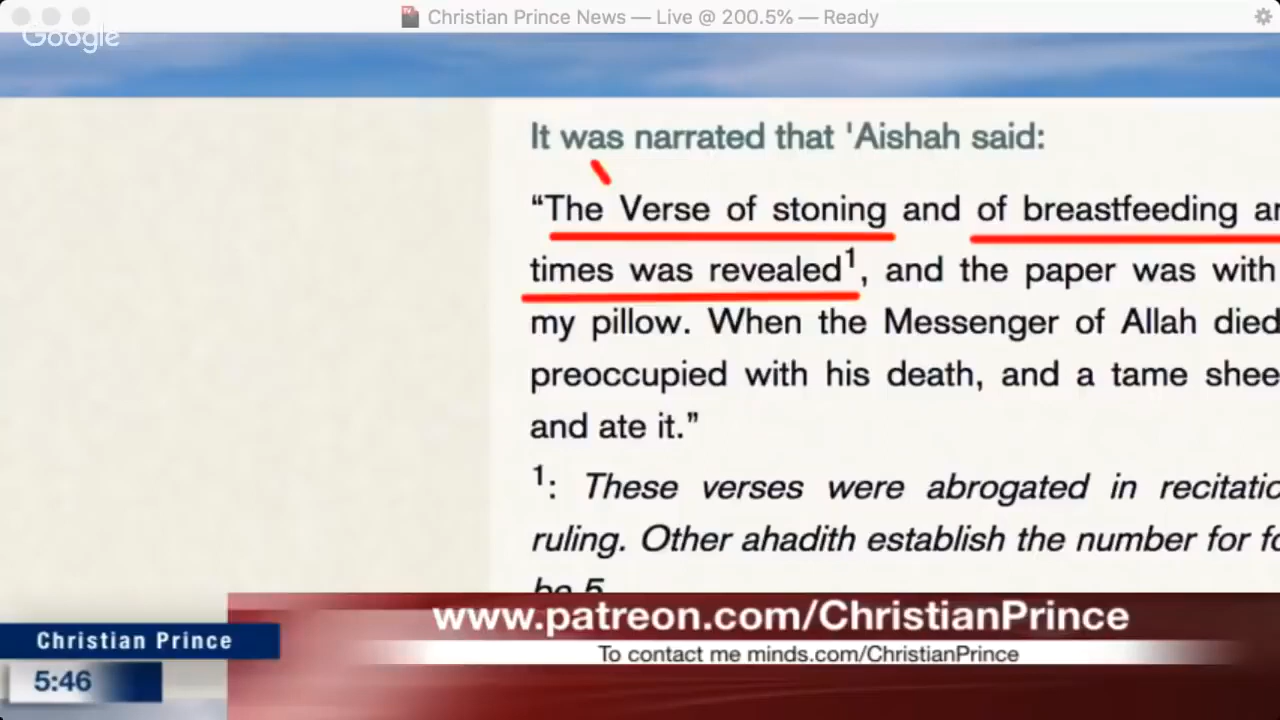 Christian Prince News — Live @ 200.5% — Ready
Google
It was narrated that 'Aishah said:
“The Verse of stoning and of breastfeeding
times was revealed1, and the paper was with
my pillow. When the Messenger of Allah died
preoccupied with his death, and a tame
and ate it.”
1: These verses were abrogated in
ruling. Other ahadith establish the number for
be 5
www.patreon.com/ChristianPrince
Christian Prince
To contact me minds.com/ChristianPrince
5:46